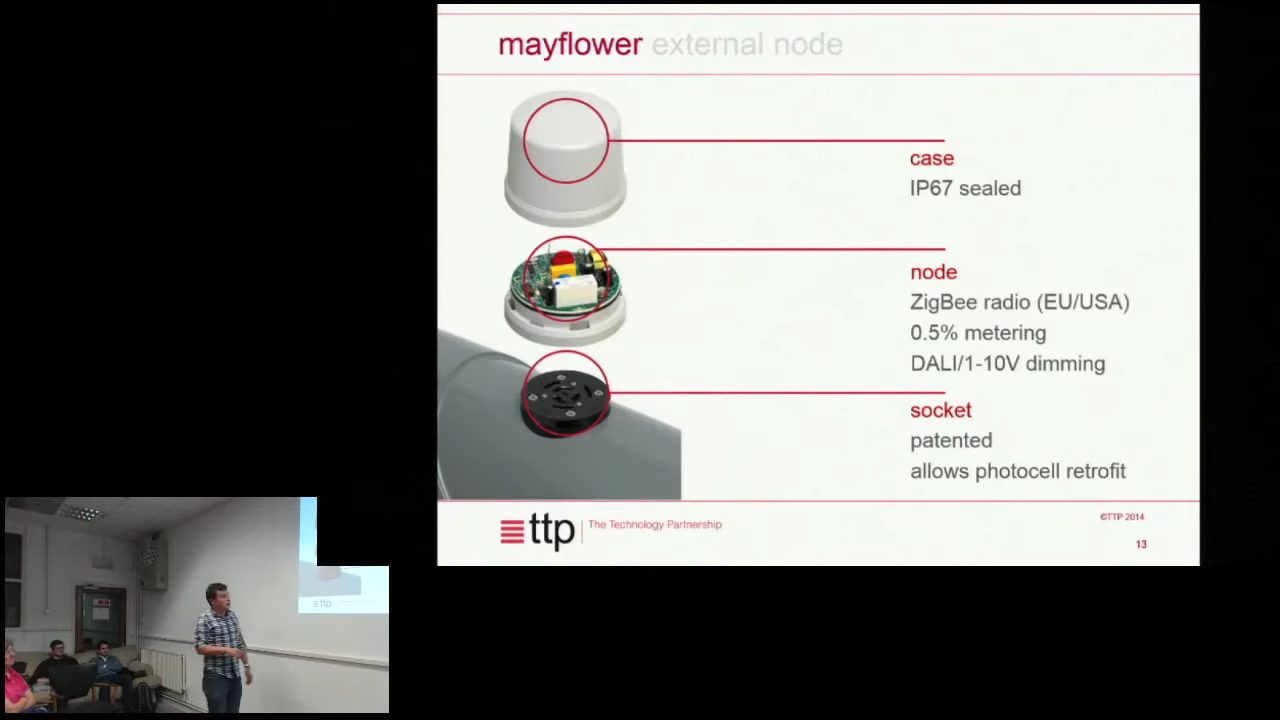 mayflower external node
case
IP67 sealed
node
ZigBee radio (EU/USA)
0.5% metering
DALI/1-10V dimming
socket
patented
allows photocell retrofit
ttp The Technology Partnership
©TTP 2014
13
ttp